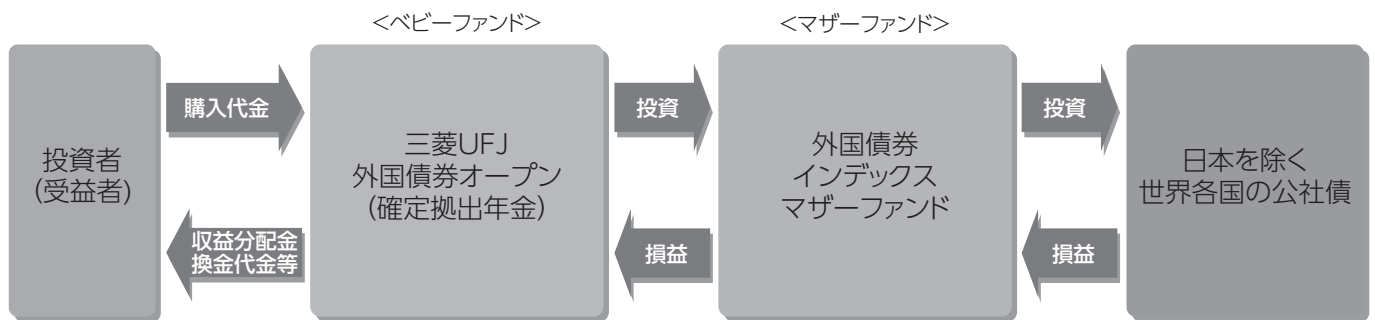 <ベビーファンド>
<マザーファンド>
投資者
(受益者)
購入代金
収益分配金
換金代金等
三菱UFJ
外国債券オープン
(確定拠出年金)
投資
損益
外国債券
インデックス
マザーファンド
投資
損益
日本を除く
世界各国の公社債